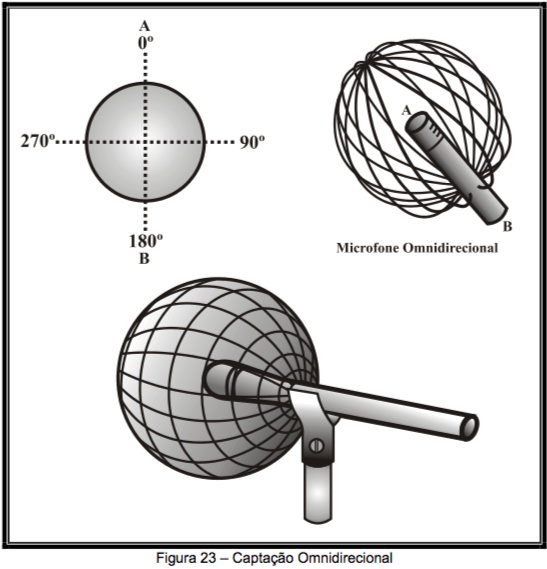 A
0º
270º
90º
180º
B
A
B
Microfone Omnidirecional
Figura 23 – Captação Omnidirecional